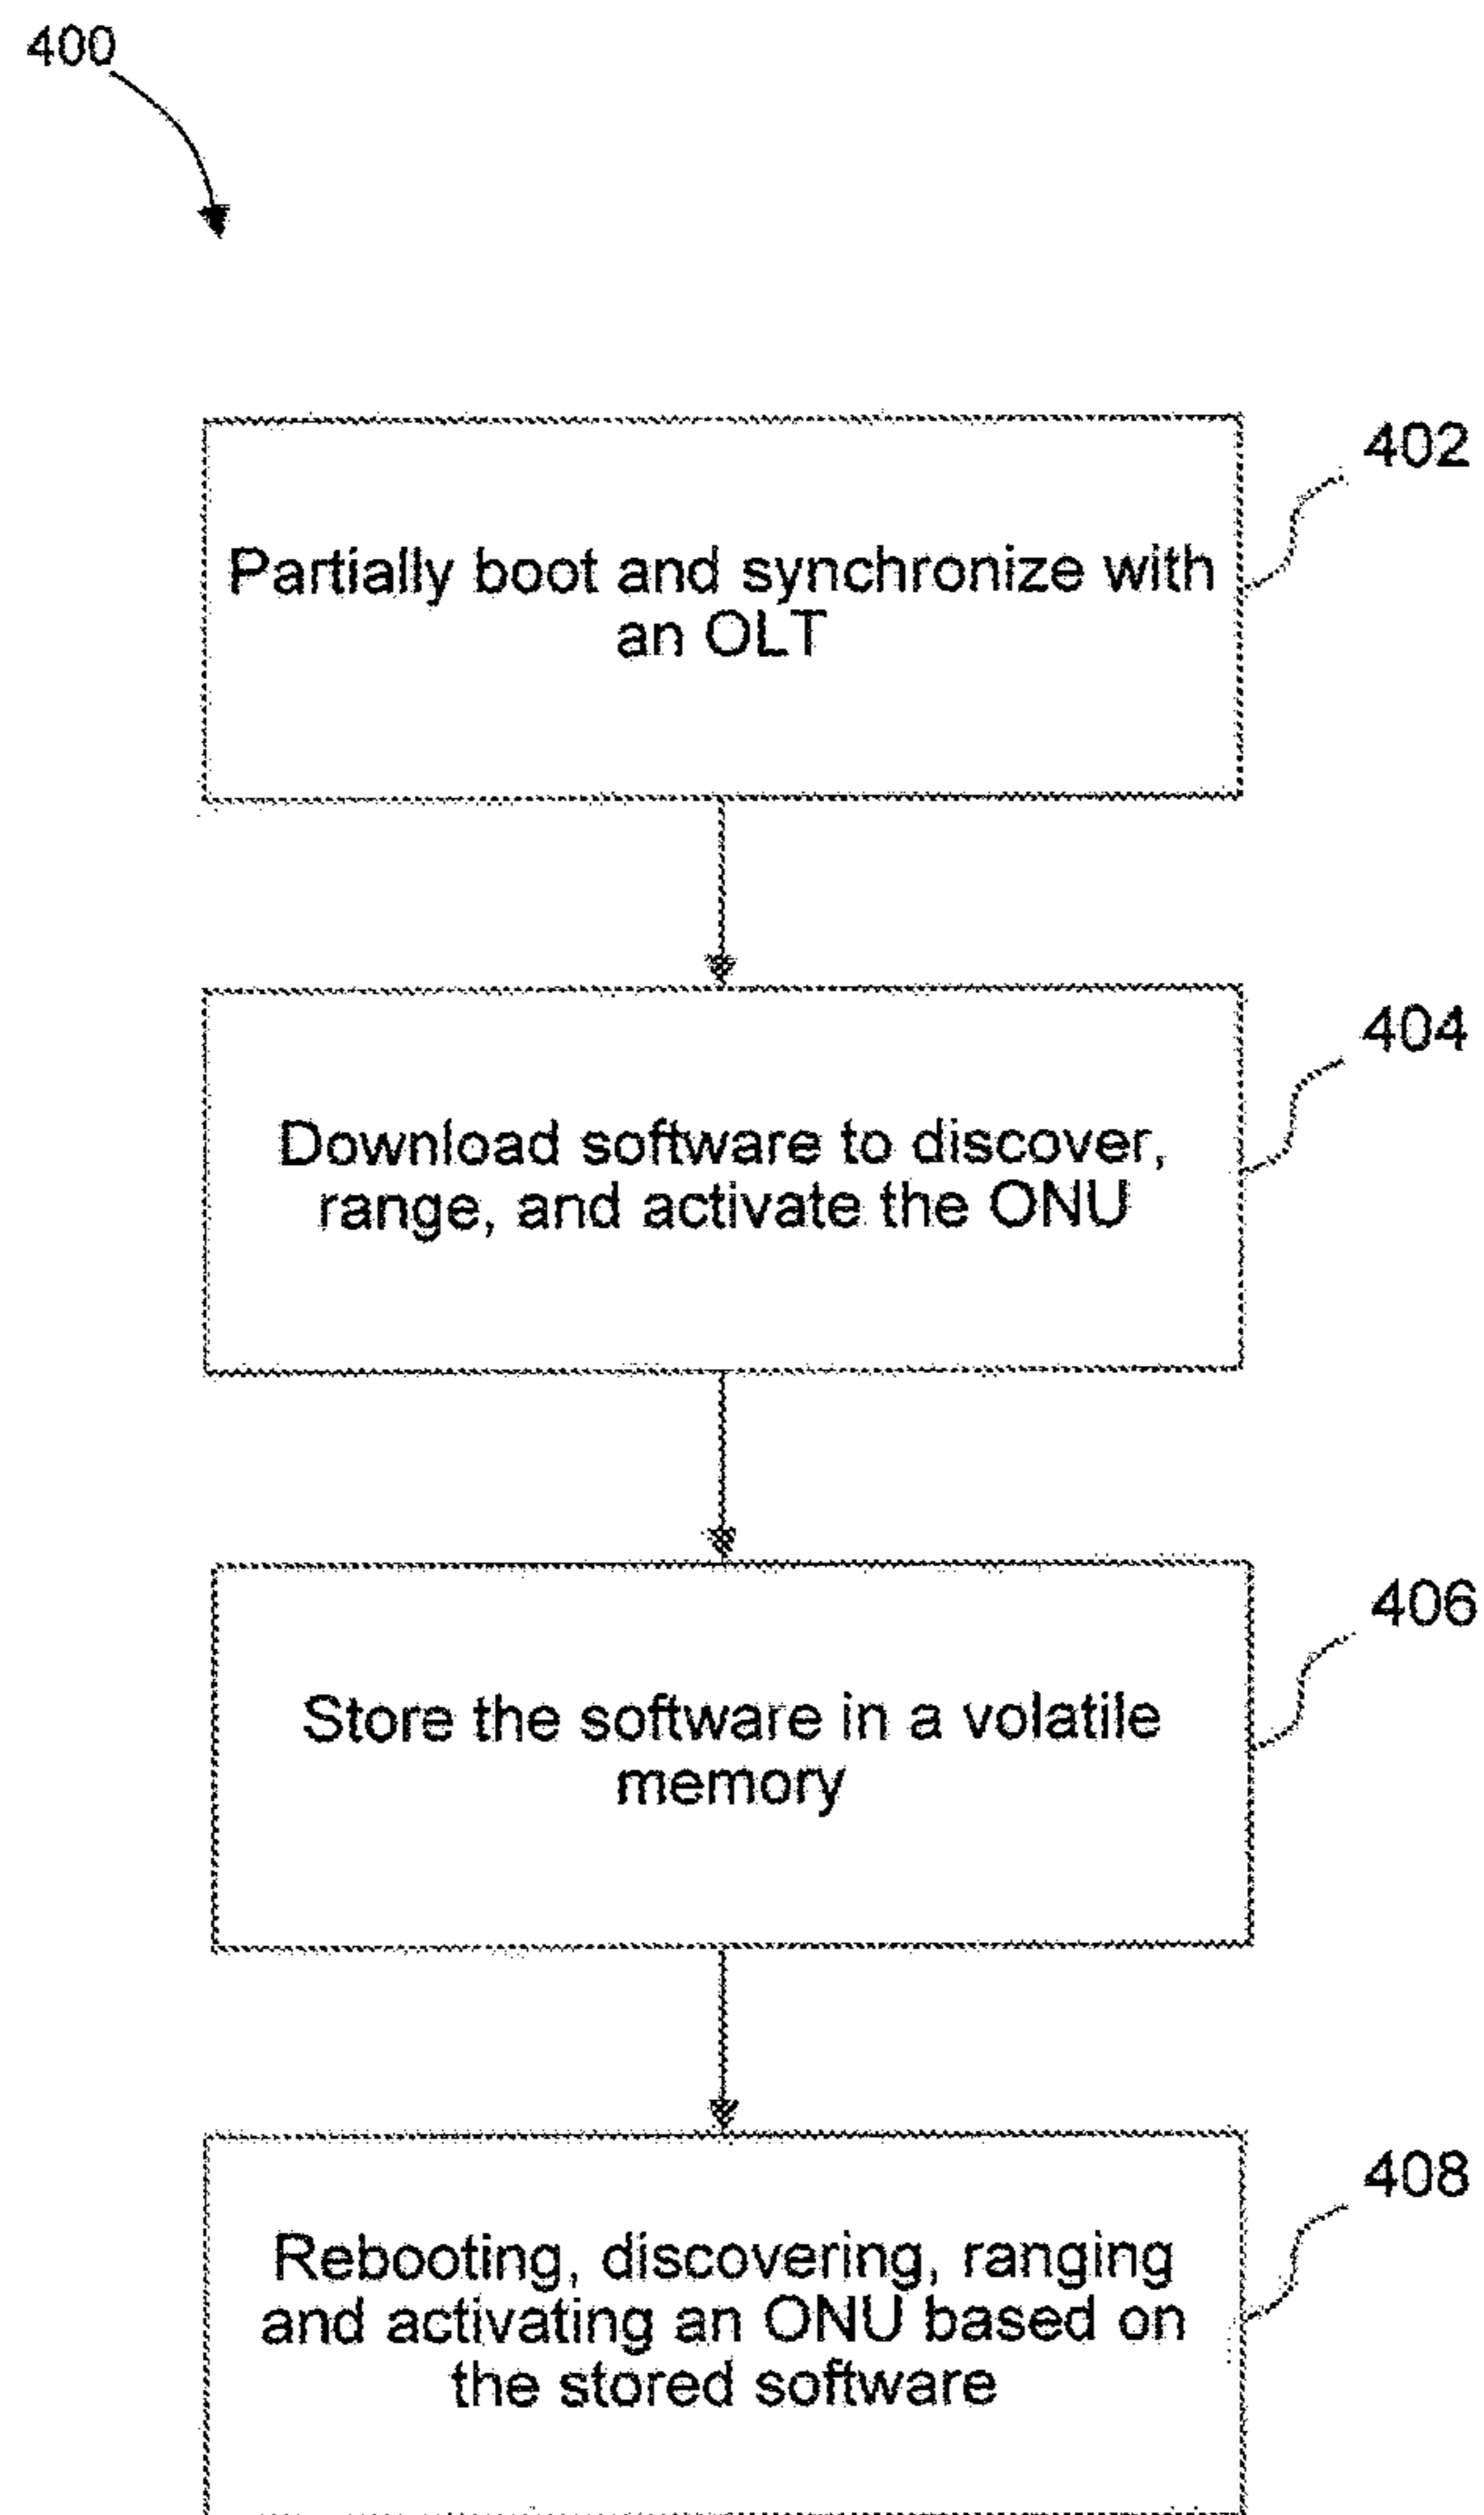 400
402
Partially boot and synchronize with
an OLT
404
Download software to discover,
range, and activate the ONU
406
Store the software in a volatile
memory
408
Rebooting, discovering, ranging
and activating an ONU based on
the stored software